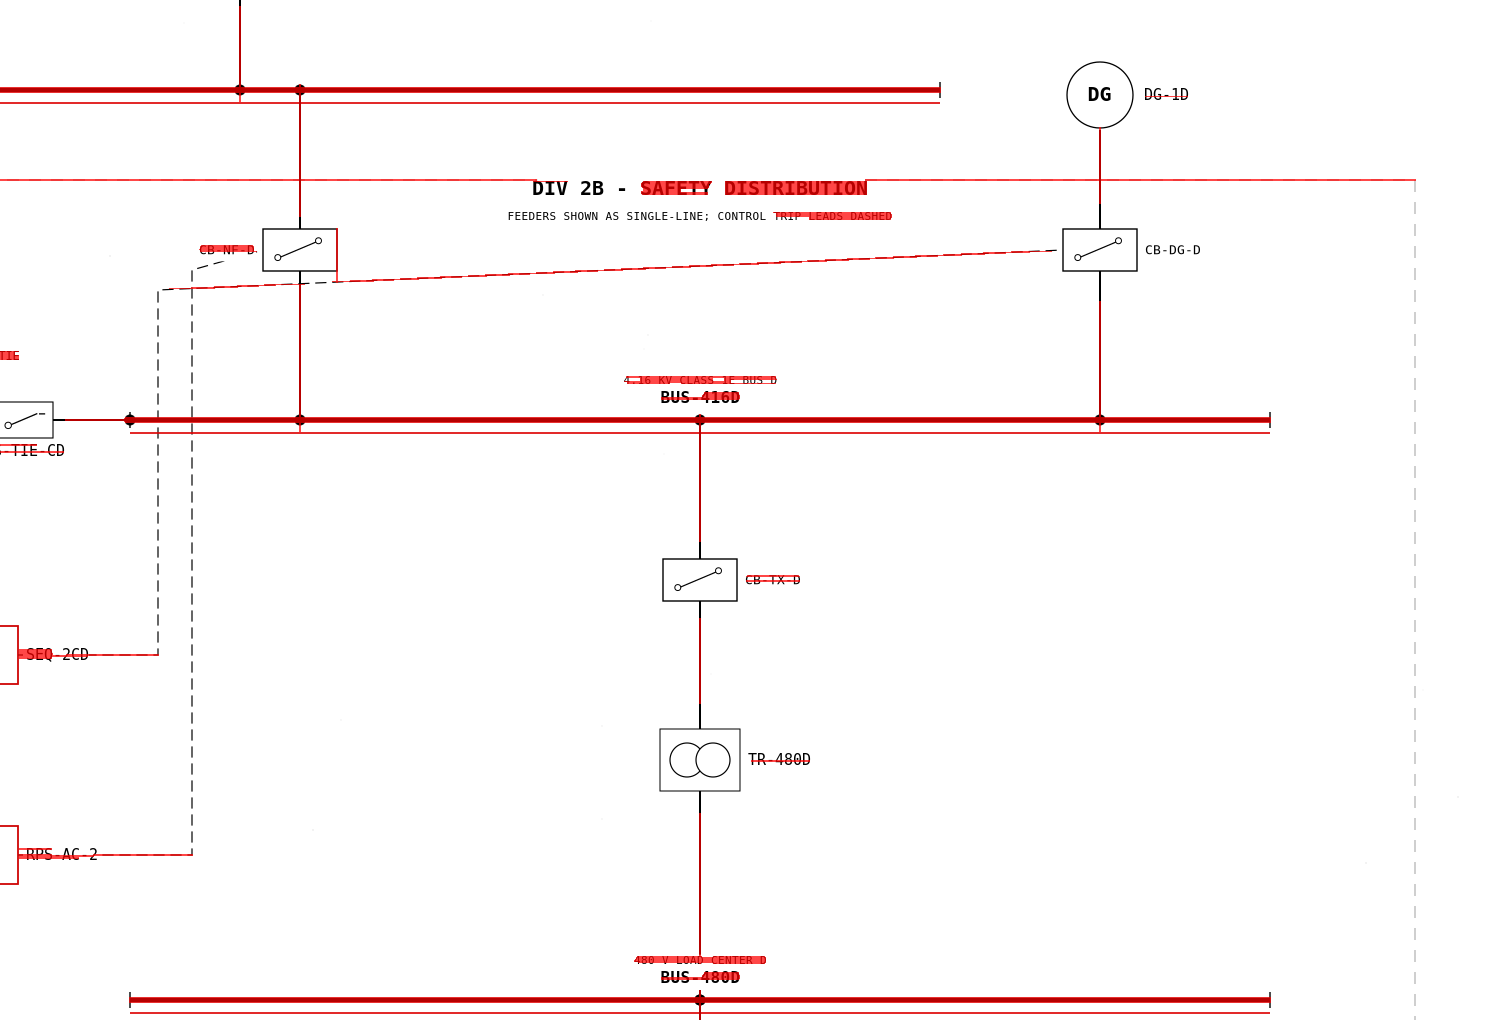 DG
DG-1D
DIV 2B - SAFETY DISTRIBUTION
FEEDERS SHOWN AS SINGLE-LINE; CONTROL TRIP LEADS DASHED
CB-NF-D
CB-DG-D
TIE
4.16 KV CLASS 1E BUS D
BUS-416D
-TIE-CD
CB-TX-D
SEQ-2CD
TR-480D
RPS-AC-2
480 V LOAD CENTER D
BUS-480D